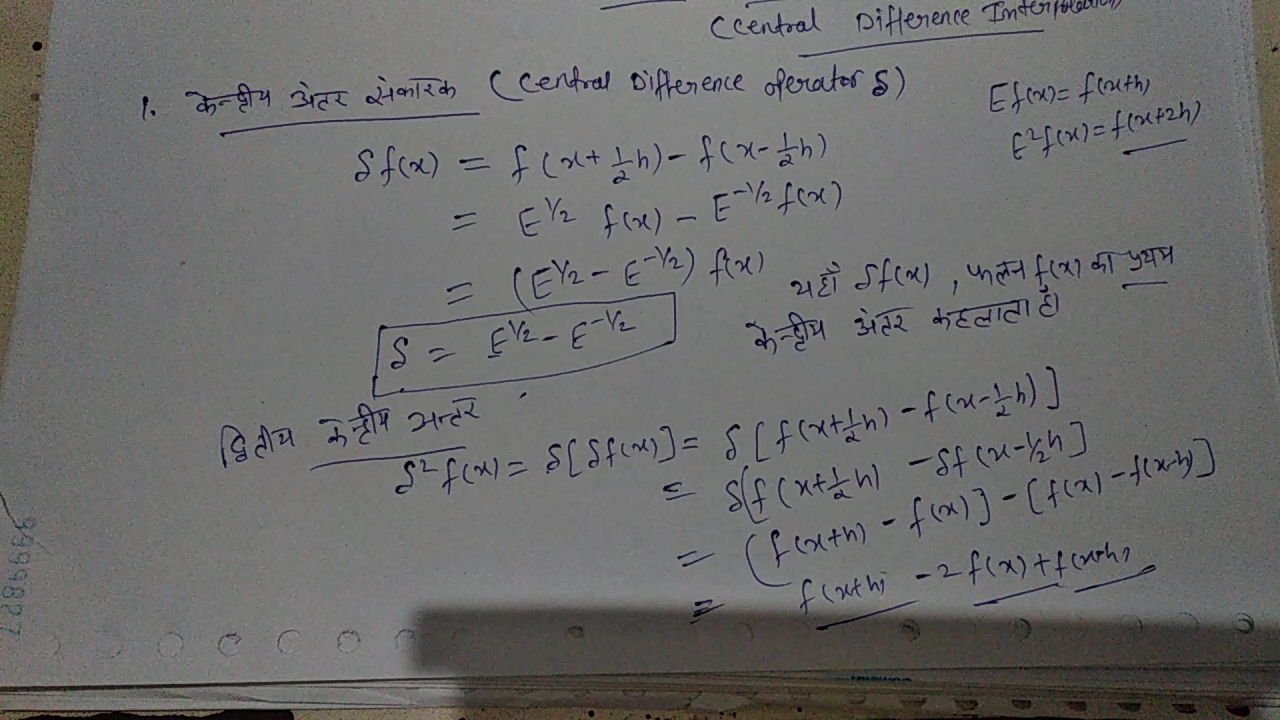 (Central Difference Interpolation)
1. केन्द्रीय अंतर संकारक (Central Difference operator δ)
Ef(x) = f(x+h)
E²f(x) = f(x+2h)
δf(x) = f(x+½h) - f(x-½h)
= E^½ f(x) - E^-½ f(x)
= (E^½ - E^-½) f(x)
δ = E^½ - E^-½
यहाँ δf(x), फलन f(x) का प्रथम
केन्द्रीय अंतर कहलाता है।
द्वितीय केन्द्रीय अन्तर
δ²f(x) = δ[δf(x)] = δ[f(x+½h) - f(x-½h)]
= δ[f(x+½h) - δf(x-½h]
= (f(x+h) - f(x)] - [f(x) - f(x-h)]
= f(x+h) - 2f(x) + f(x-h)